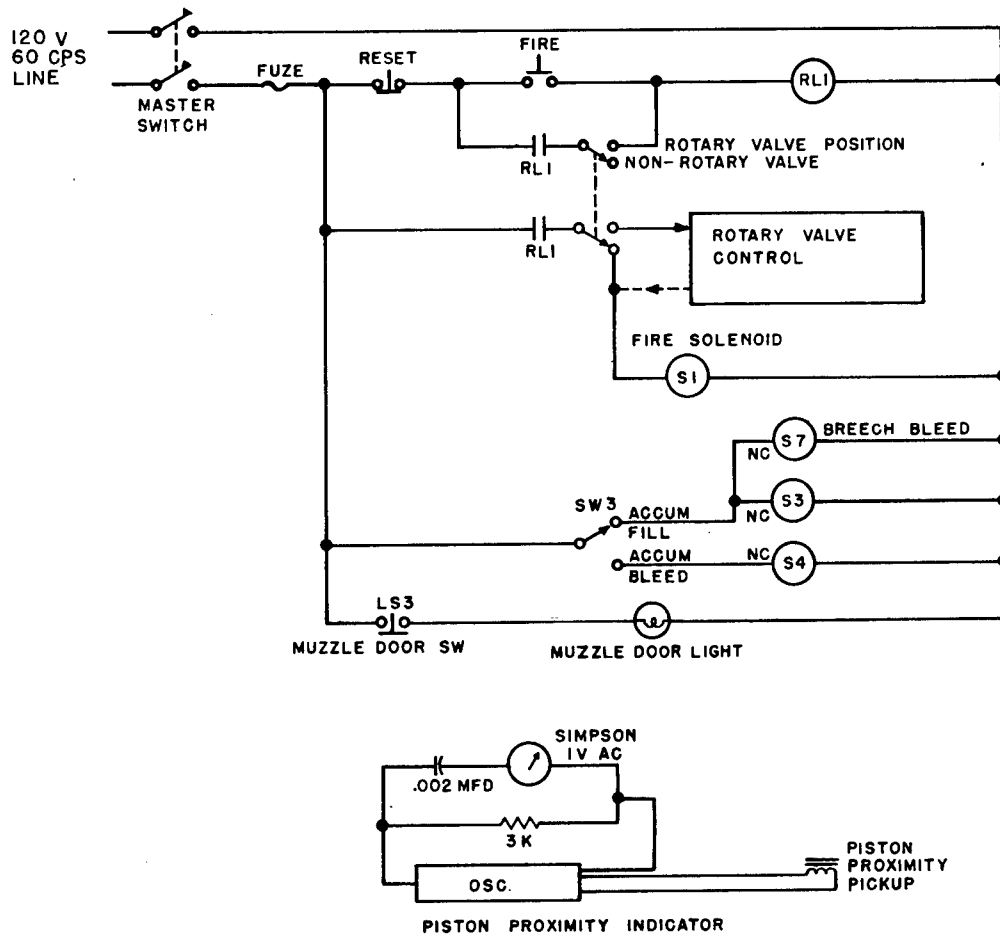 120 V
60 CPS
LINE
MASTER
SWITCH
FUZE
RESET
FIRE
RL1
RL1
ROTARY VALVE POSITION
NON-ROTARY VALVE
RL1
ROTARY VALVE
CONTROL
FIRE SOLENOID
S1
S7
BREECH BLEED
NC
SW3
ACCUM
FILL
NC
S3
ACCUM
BLEED
NC
S4
LS3
MUZZLE DOOR SW
MUZZLE DOOR LIGHT
SIMPSON
1V AC
.002 MFD
3K
OSC.
PISTON
PROXIMITY
PICKUP
PISTON PROXIMITY INDICATOR